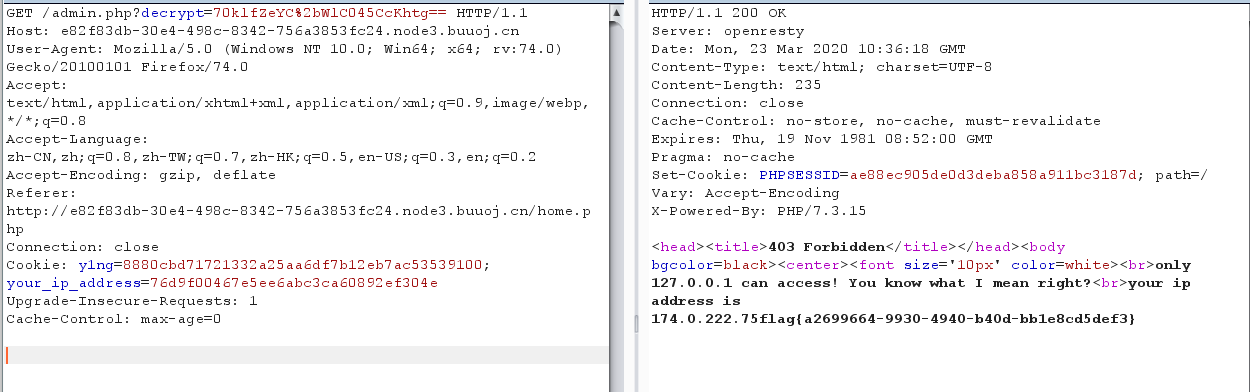 GET /admin.php?decrypt=70klfZeYC%2bWlC045CcKhtg== HTTP/1.1
Host: e82f83db-30e4-498c-8342-756a3853fc24.node3.buuoj.cn
User-Agent: Mozilla/5.0 (Windows NT 10.0; Win64; x64; rv:74.0)
Gecko/20100101 Firefox/74.0
Accept:
text/html,application/xhtml+xml,application/xml;q=0.9,image/webp,
*/*;q=0.8
Accept-Language:
zh-CN,zh;q=0.8,zh-TW;q=0.7,zh-HK;q=0.5,en-US;q=0.3,en;q=0.2
Accept-Encoding: gzip, deflate
Referer:
http://e82f83db-30e4-498c-8342-756a3853fc24.node3.buuoj.cn/home.p
hp
Connection: close
Cookie: y1ng=8880cbd71721332a25aa6df7b12eb7ac53539100;
your_ip_address=76d9f00467e5ee6abc3ca60892ef304e
Upgrade-Insecure-Requests: 1
Cache-Control: max-age=0
HTTP/1.1 200 OK
Server: openresty
Date: Mon, 23 Mar 2020 10:36:18 GMT
Content-Type: text/html; charset=UTF-8
Content-Length: 235
Connection: close
Cache-Control: no-store, no-cache, must-revalidate
Expires: Thu, 19 Nov 1981 08:52:00 GMT
Pragma: no-cache
Set-Cookie: PHPSESSID=ae88ec905de0d3deba858a911bc3187d; path=/
Vary: Accept-Encoding
X-Powered-By: PHP/7.3.15
<head><title>403 Forbidden</title></head><body
bgcolor=black><center><font size='10px' color=white><br>only
127.0.0.1 can access! You know what I mean right?<br>your ip
address is
174.0.222.75flag{a2699664-9930-4940-b40d-bb1e8cd5def3}